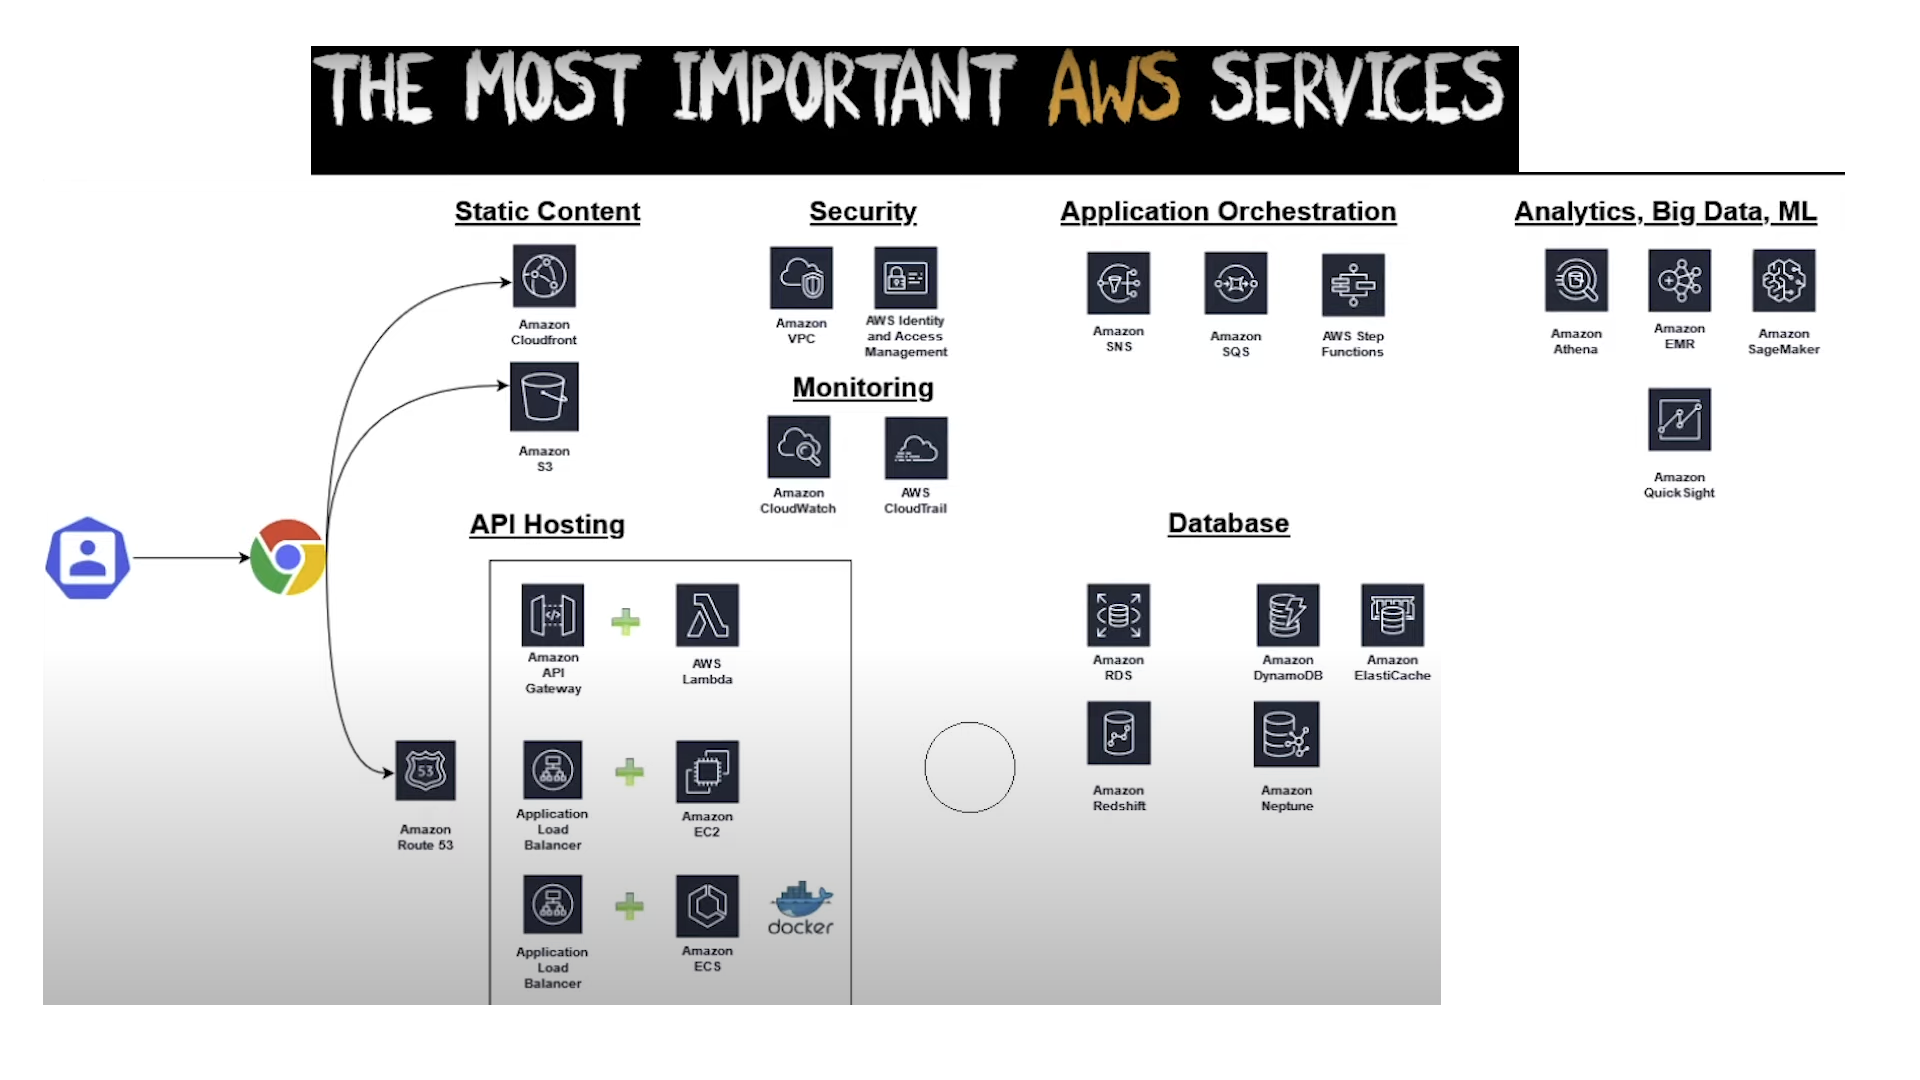 THE MOST IMPORTANT AWS SERVICES
Static Content
Amazon
Cloudfront
Amazon
S3
Security
Amazon
VPC
AWS Identity
and Access
Management
Monitoring
Amazon
CloudWatch
AWS
CloudTrail
Application Orchestration
Amazon
SNS
Amazon
SQS
AWS Step
Functions
Analytics, Big Data, ML
Amazon
Athena
Amazon
EMR
Amazon
SageMaker
Amazon
QuickSight
API Hosting
Amazon
API
Gateway
AWS
Lambda
53
Amazon
Route 53
Application
Load
Balancer
Amazon
EC2
Application
Load
Balancer
Amazon
ECS
docker
Database
Amazon
RDS
Amazon
DynamoDB
Amazon
ElastiCache
Amazon
Redshift
Amazon
Neptune